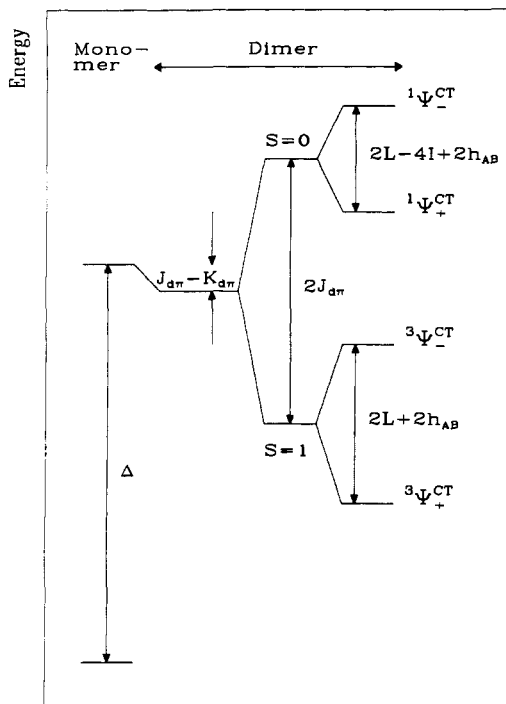 Energy
Mono-
mer
Dimer
¹Ψ₋^CT
S=0
2L−4I+2h_AB
¹Ψ₊^CT
J_dπ−K_dπ
2J_dπ
³Ψ₋^CT
2L+2h_AB
S=1
Δ
³Ψ₊^CT